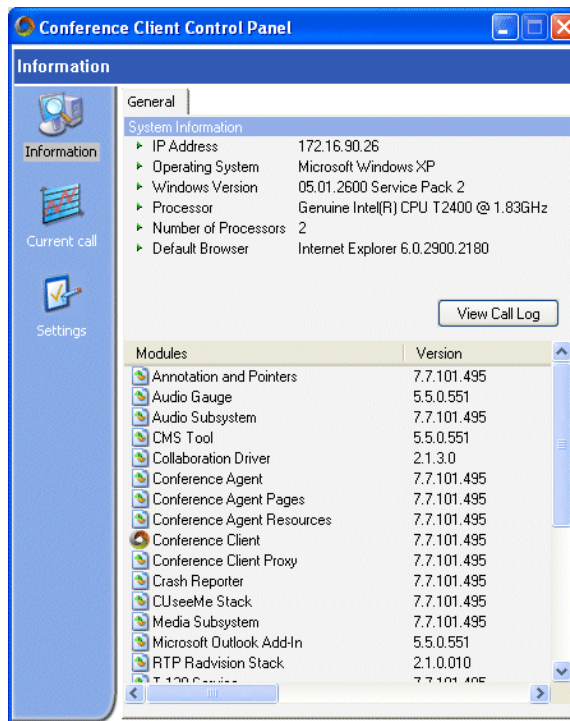 Conference Client Control Panel
Information
Information
Current call
Settings
General
System Information
IP Address 172.16.90.26
Operating System Microsoft Windows XP
Windows Version 05.01.2600 Service Pack 2
Processor Genuine Intel(R) CPU T2400 @ 1.83GHz
Number of Processors 2
Default Browser Internet Explorer 6.0.2900.2180
View Call Log
Modules Version
Annotation and Pointers 7.7.101.495
Audio Gauge 5.5.0.551
Audio Subsystem 7.7.101.495
CMS Tool 5.5.0.551
Collaboration Driver 2.1.3.0
Conference Agent 7.7.101.495
Conference Agent Pages 7.7.101.495
Conference Agent Resources 7.7.101.495
Conference Client 7.7.101.495
Conference Client Proxy 7.7.101.495
Crash Reporter 7.7.101.495
CUseeMe Stack 7.7.101.495
Media Subsystem 7.7.101.495
Microsoft Outlook Add-In 5.5.0.551
RTP Radvision Stack 2.1.0.010
T.120 Service 7.7.101.495